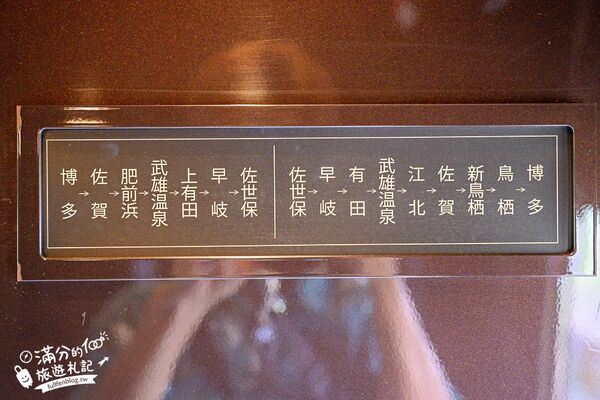 博多→佐賀→肥前浜→武雄温泉→上有田→早岐→佐世保
佐世保→早岐→有田→武雄温泉→江北→佐賀→新鳥栖→鳥栖→博多
滿分的
旅遊札記
fullfenblog.tw